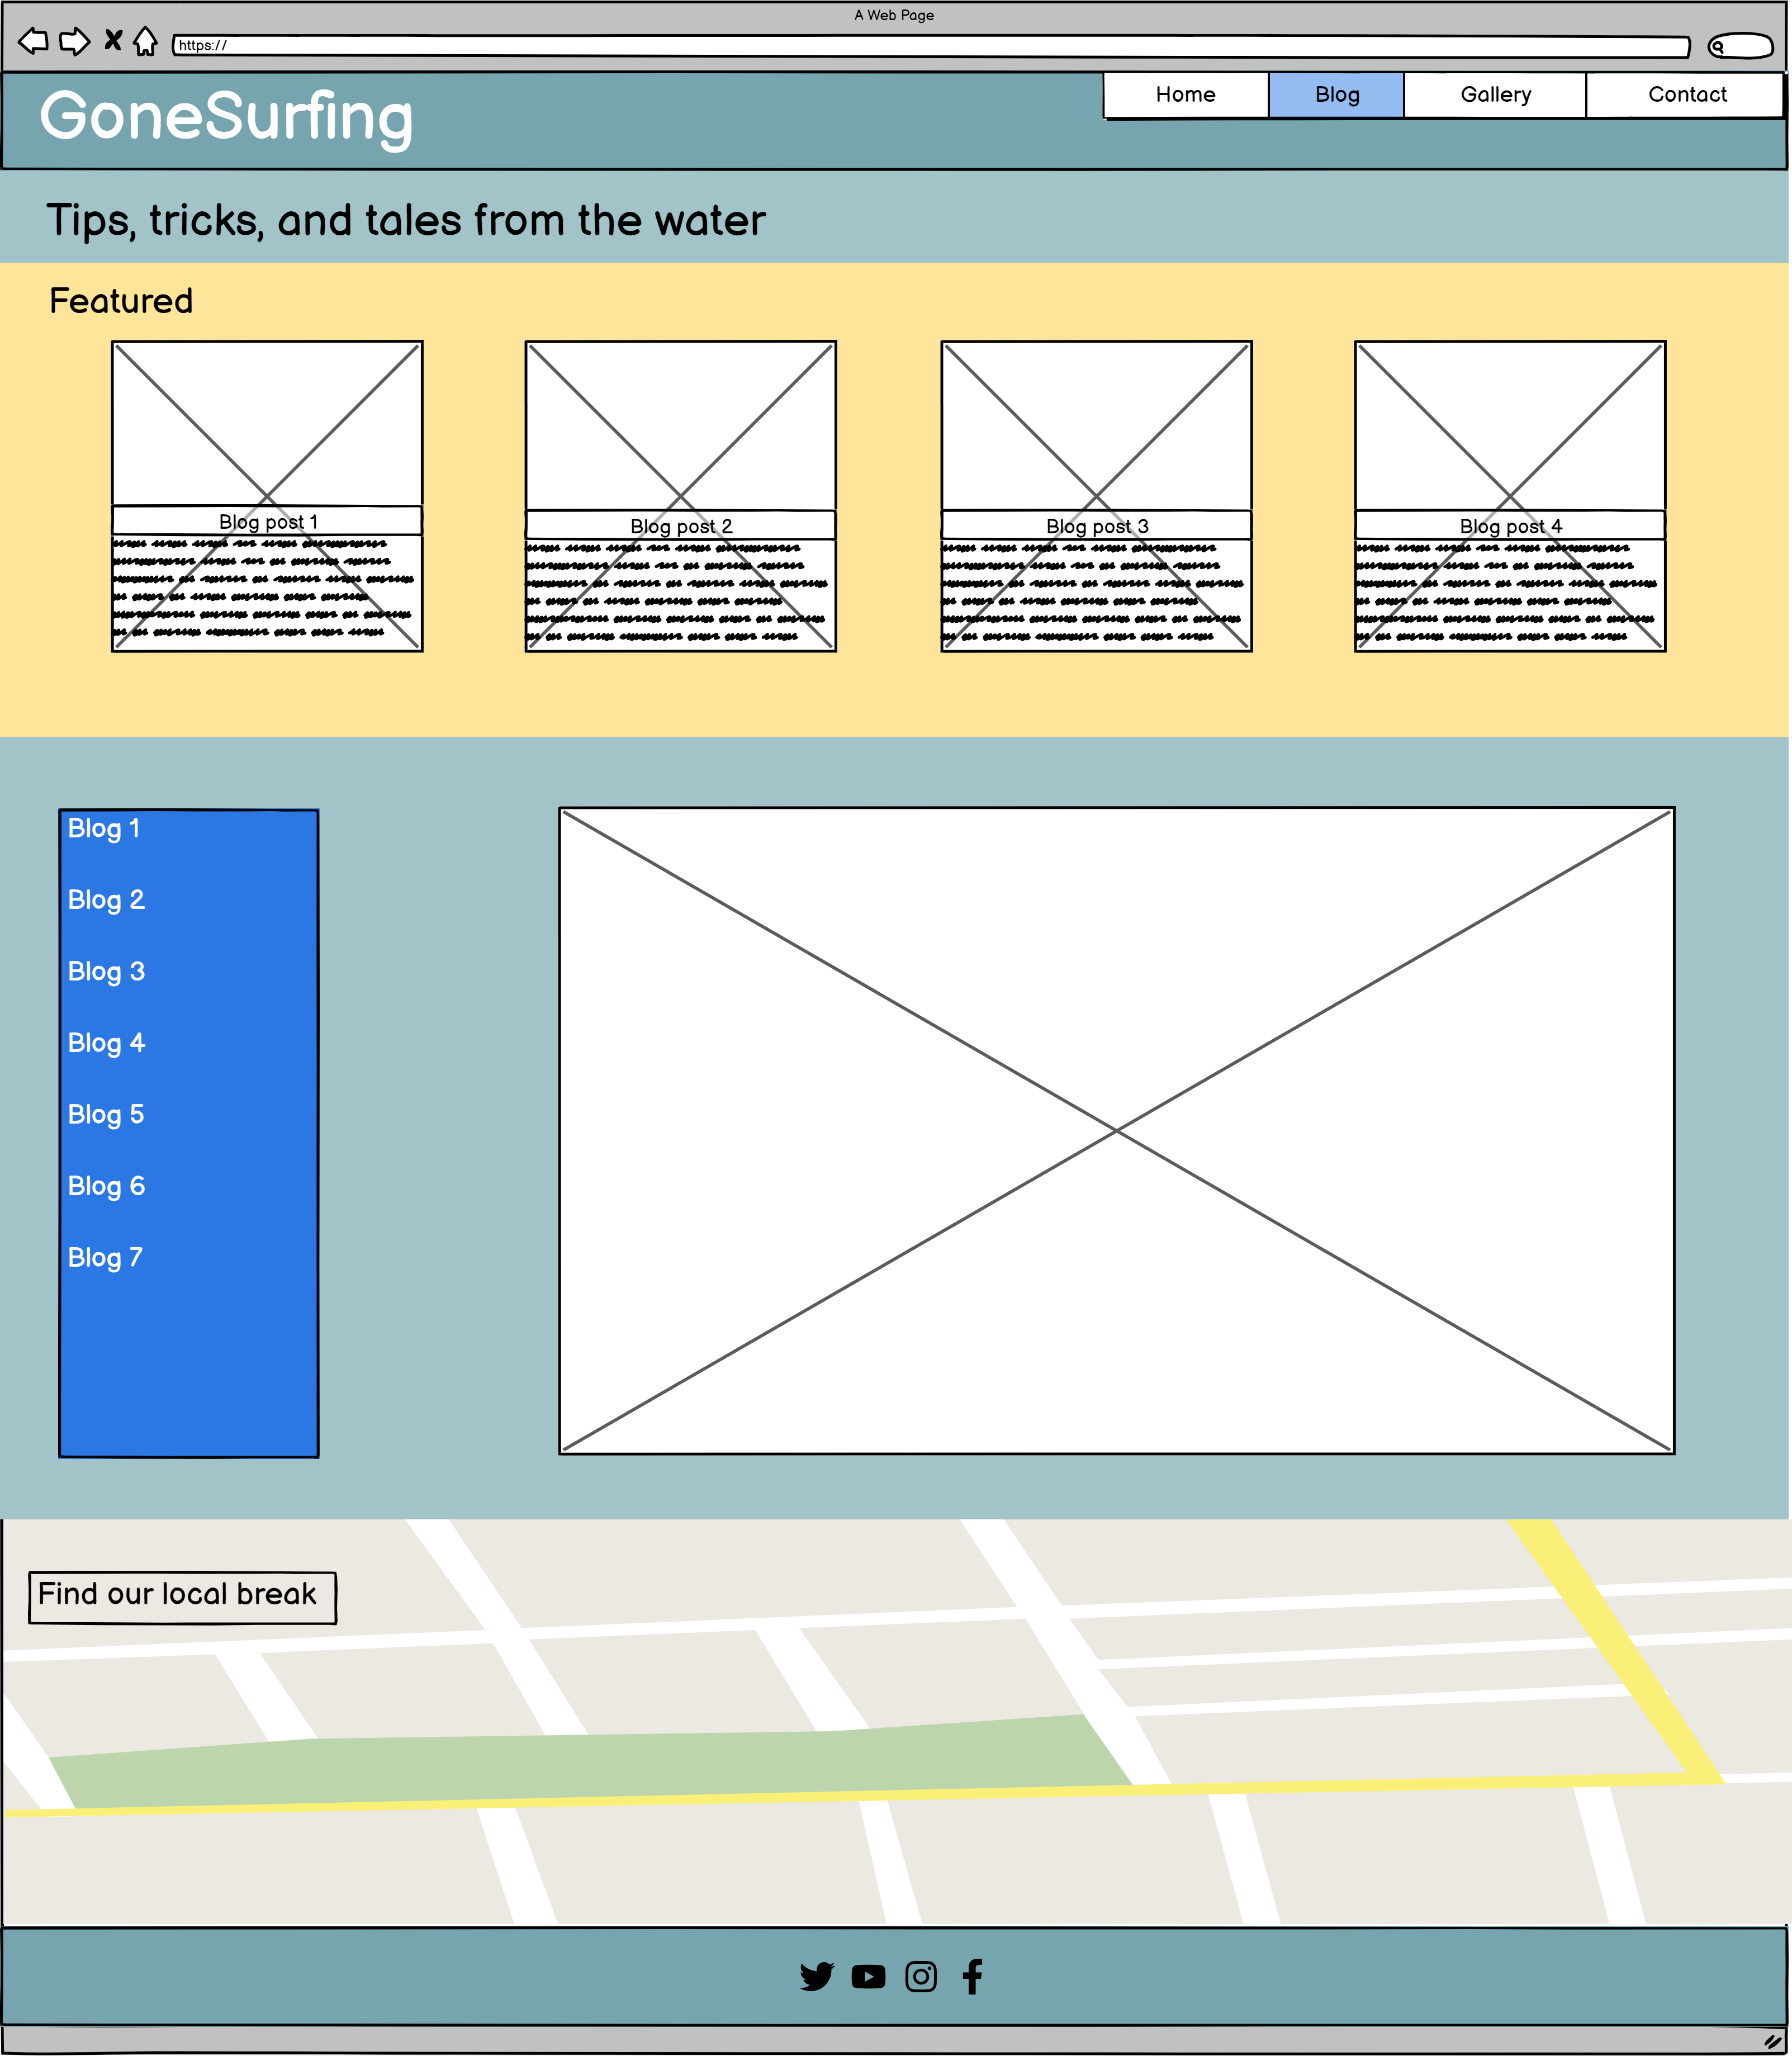 A Web Page
https://
GoneSurfing
Home
Blog
Gallery
Contact
Tips, tricks, and tales from the water
Featured
Blog post 1
Blog post 2
Blog post 3
Blog post 4
Blog 1
Blog 2
Blog 3
Blog 4
Blog 5
Blog 6
Blog 7
Find our local break